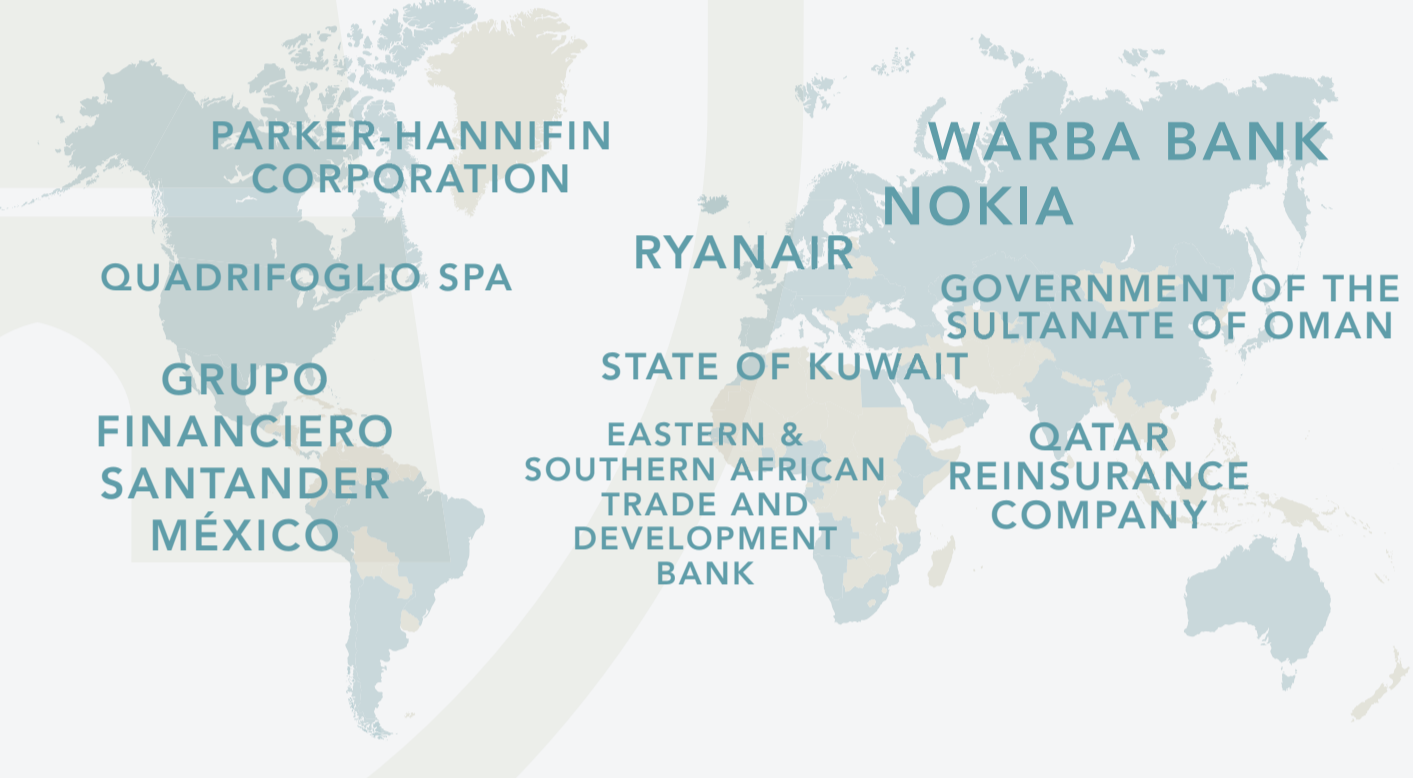 PARKER-HANNIFIN
CORPORATION
WARBA BANK
NOKIA
RYANAIR
QUADRIFOGLIO SPA
GOVERNMENT OF THE
SULTANATE OF OMAN
STATE OF KUWAIT
GRUPO
FINANCIERO
SANTANDER
MÉXICO
EASTERN &
SOUTHERN AFRICAN
TRADE AND
DEVELOPMENT
BANK
QATAR
REINSURANCE
COMPANY